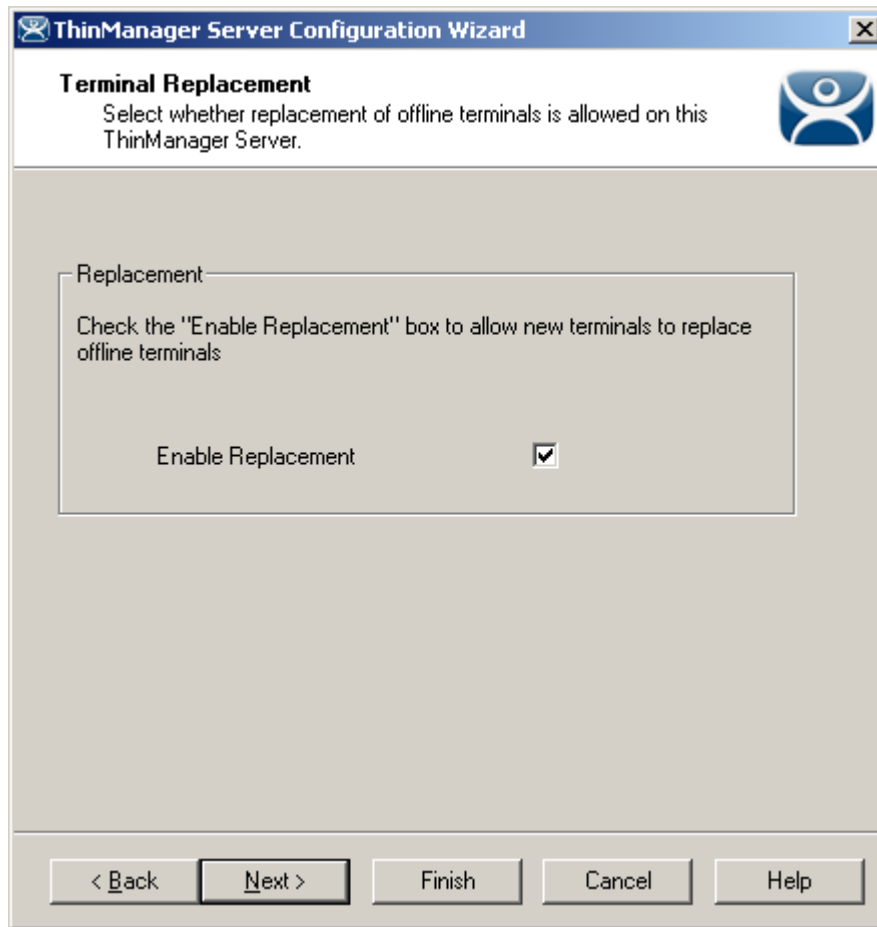 ThinManager Server Configuration Wizard
Terminal Replacement
Select whether replacement of offline terminals is allowed on this
ThinManager Server.
Replacement
Check the "Enable Replacement" box to allow new terminals to replace
offline terminals
Enable Replacement
< Back Next > Finish Cancel Help